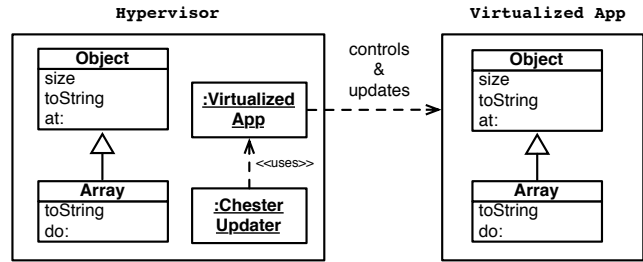 Hypervisor
Object
size
toString
at:
Array
toString
do:
:Virtualized
App
<<uses>>
:Chester
Updater
controls
&
updates
Virtualized App
Object
size
toString
at:
Array
toString
do: